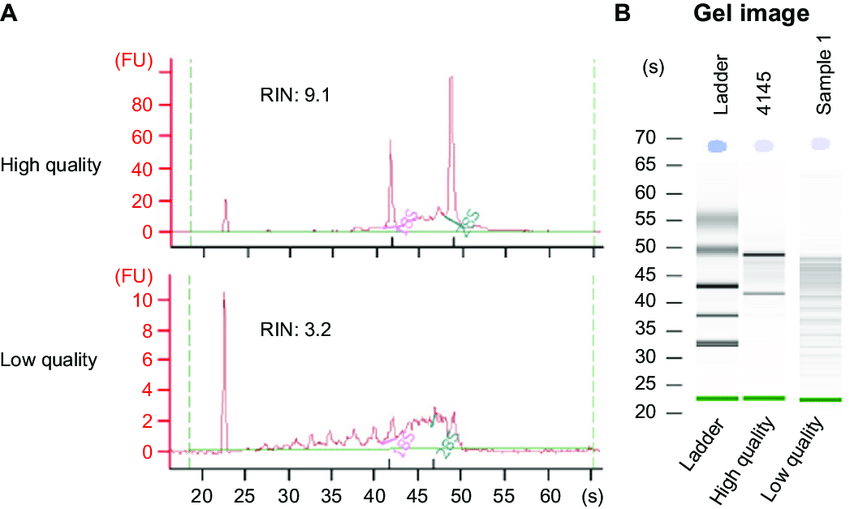 A
(FU)
RIN: 9.1
80
60
40
20
0
High quality
18S
28S
(FU)
RIN: 3.2
10
8
6
4
2
0
Low quality
18S
28S
20 25 30 35 40 45 50 55 60 (s)
B Gel image
(s) Ladder 4145 Sample 1
70
65
60
55
50
45
40
35
30
25
20
Ladder High quality Low quality